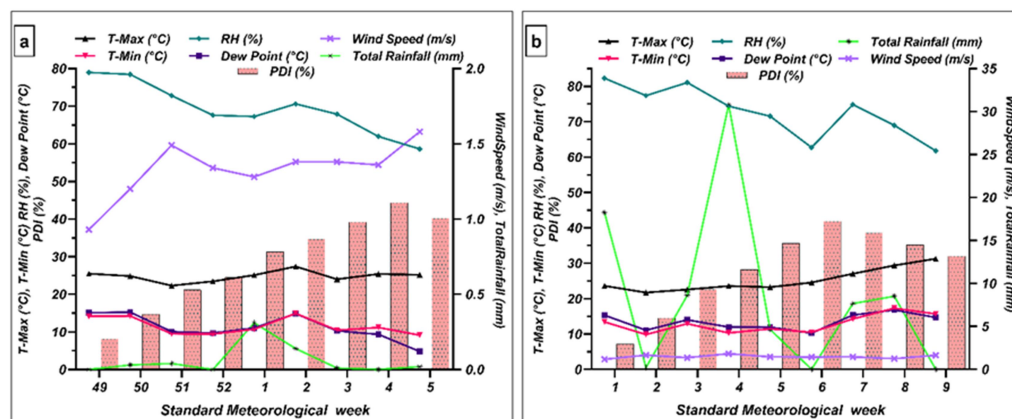 a
T-Max (°C) RH (%) Wind Speed (m/s)
T-Min (°C) Dew Point (°C) Total Rainfall (mm)
PDI (%)
80
70
60
50
40
30
20
10
0
2.0
1.5
1.0
0.5
0.0
T-Max (°C), T-Min (°C) RH (%), Dew Point (°C)
PDI (%)
WindSpeed (m/s), TotalRainfall (mm)
49 50 51 52 1 2 3 4 5
Standard Meteorological week
b
T-Max (°C) RH (%) Total Rainfall (mm)
T-Min (°C) Dew Point (°C) Wind Speed (m/s)
PDI (%)
80
70
60
50
40
30
20
10
0
35
30
25
20
15
10
5
0
T-Max (°C), T-Min (°C) RH (%), Dew Point (°C)
PDI (%)
WindSpeed (m/s), TotalRainfall (mm)
1 2 3 4 5 6 7 8 9
Standard Meteorological week